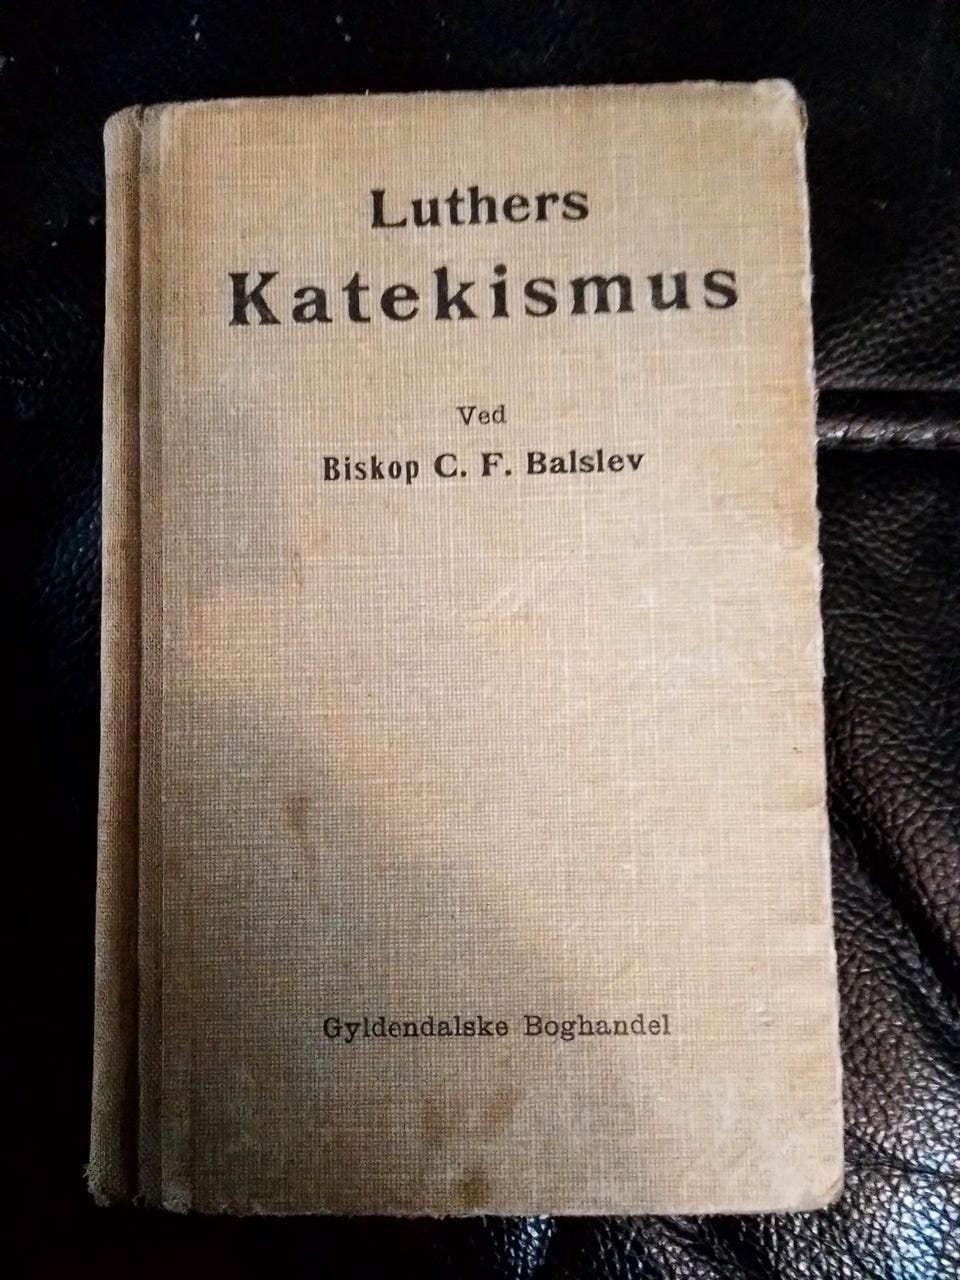 Luthers
Katekismus
Ved
Biskop C. F. Balslev
Gyldendalske Boghandel